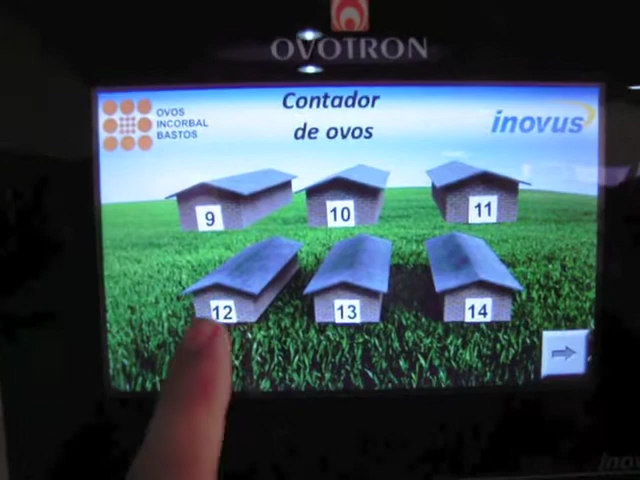 OVOTRON
Contador
de ovos
OVOS
INCORBAL
BASTOS
inovus
9
10
11
12
13
14